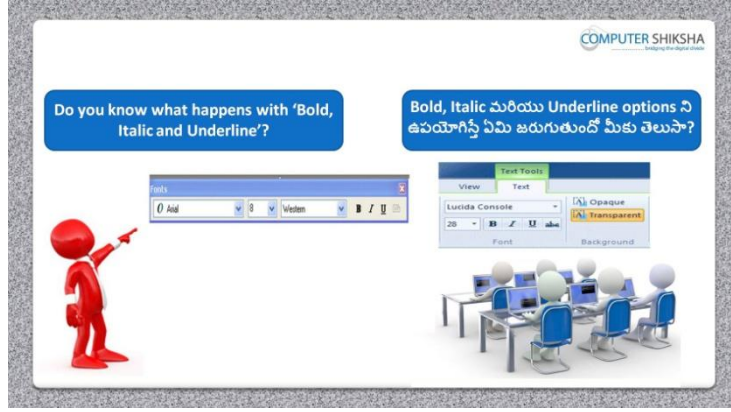 COMPUTER SHIKSHA
bridging the digital divide
Do you know what happens with ‘Bold,
Italic and Underline’?
Bold, Italic మరియు Underline options ని
ఉపయోగిస్తే ఏమి జరుగుతుందో మీకు తెలుసా?
Fonts
O Arial 8 Western B I U
Text Tools
View Text
Lucida Console
28 B I U abc
Font
Opaque
Transparent
Background